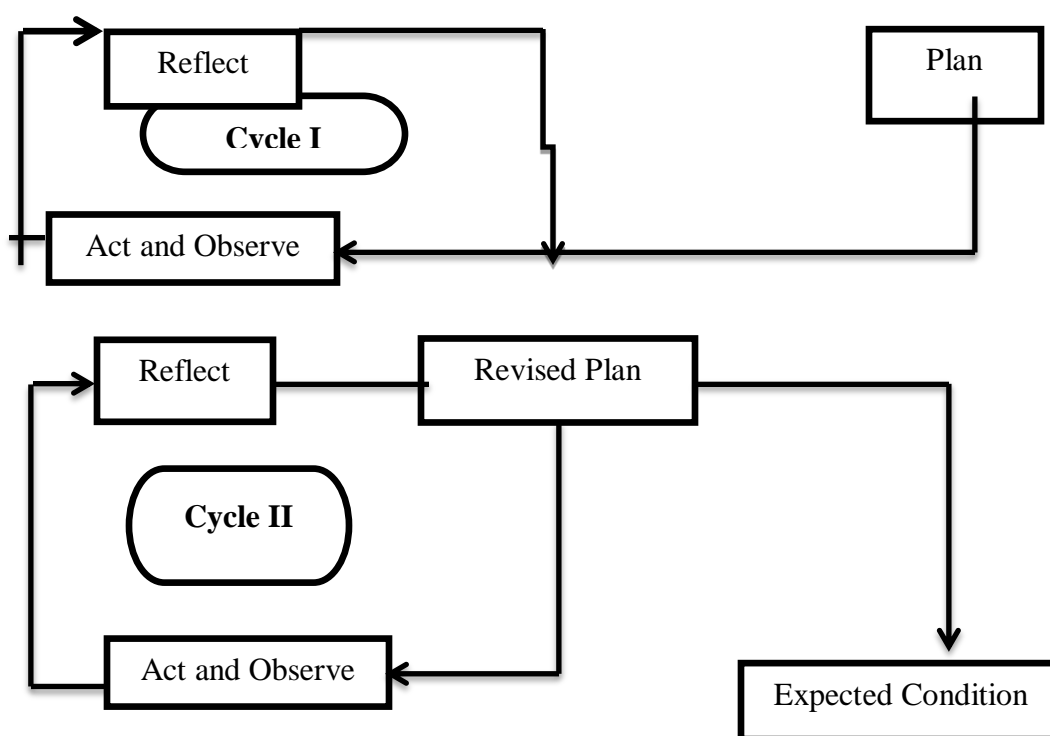 Reflect
Plan
Cycle I
Act and Observe
Reflect
Revised Plan
Cycle II
Act and Observe
Expected Condition